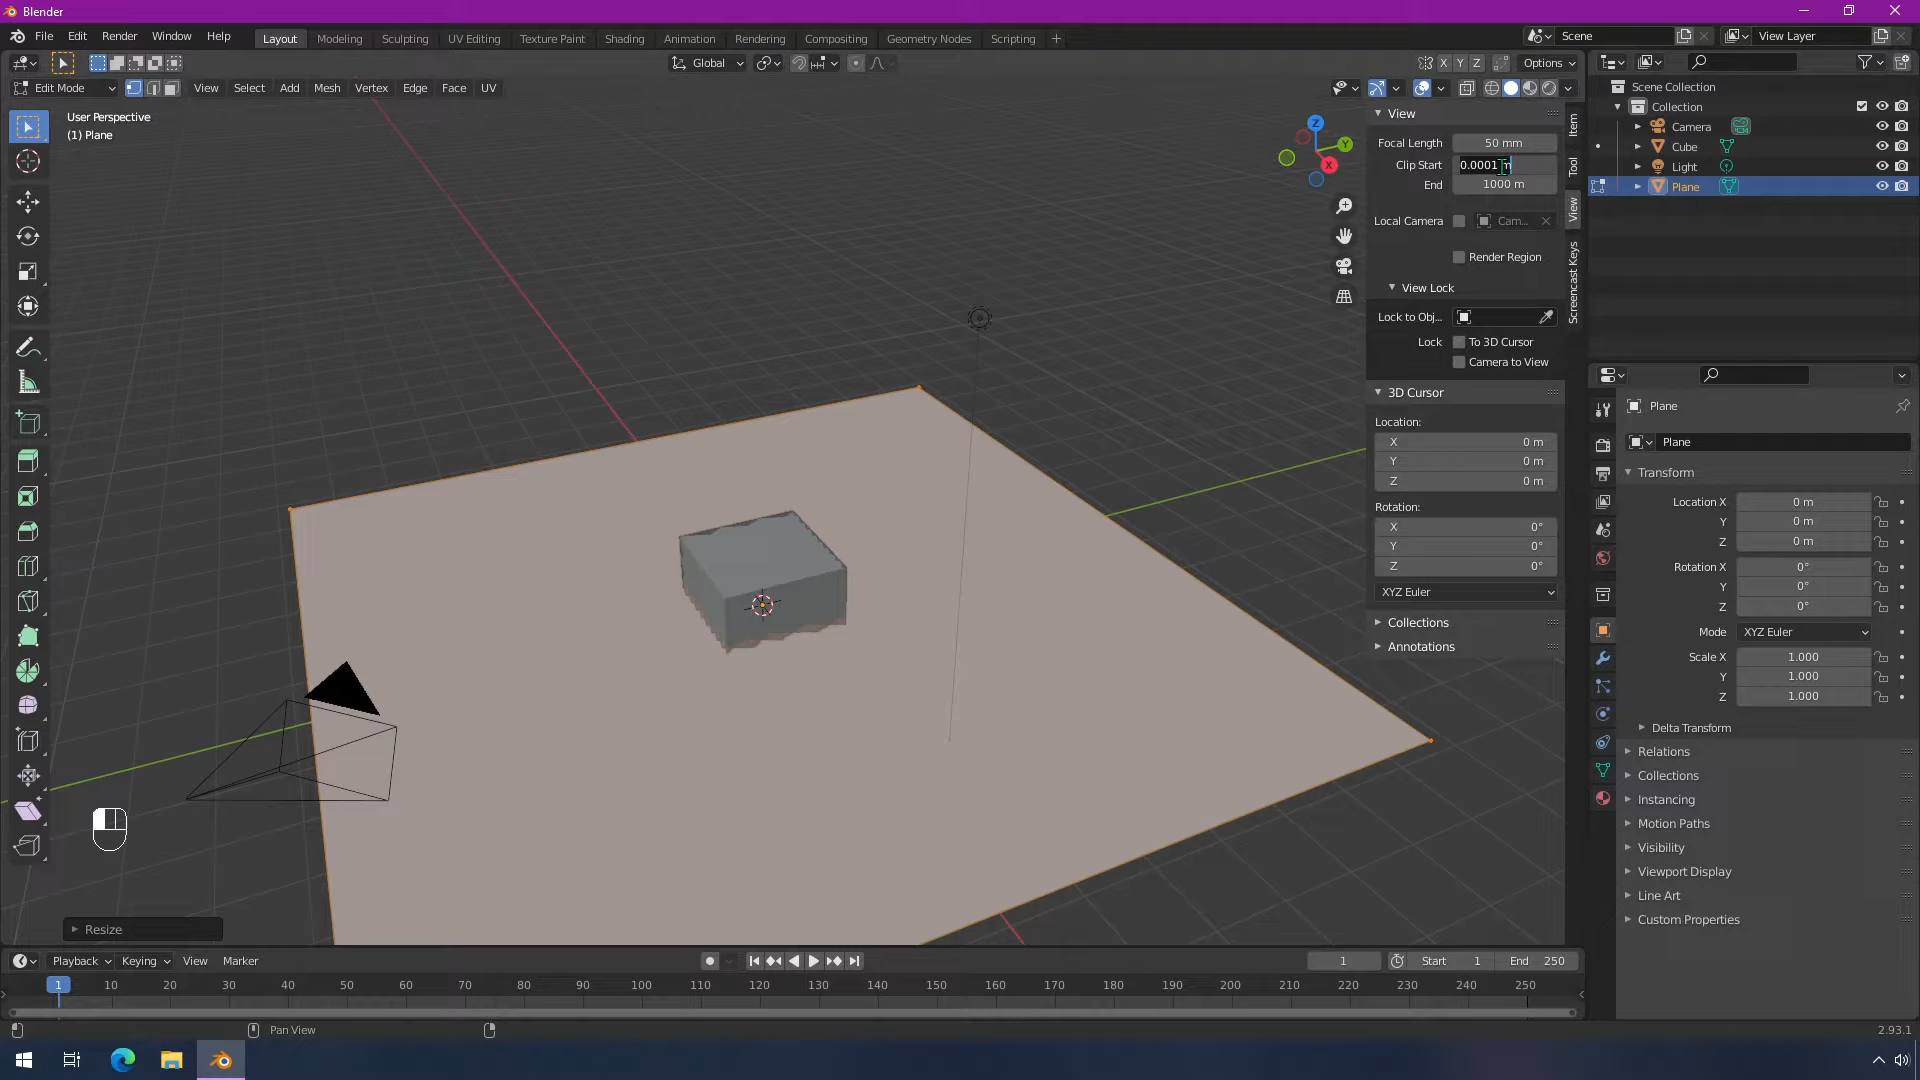 Blender
File Edit Render Window Help
Layout Modeling Sculpting UV Editing Texture Paint Shading Animation Rendering Compositing Geometry Nodes Scripting +
Scene
View Layer
Global
X Y Z
Options
Edit Mode
View Select Add Mesh Vertex Edge Face UV
User Perspective
(1) Plane
Z
Y
X
View
Focal Length 50 mm
Clip Start 0.0001 m
End 1000 m
Local Camera Cam...
Render Region
View Lock
Lock to Obj...
Lock To 3D Cursor
Camera to View
3D Cursor
Location:
X 0 m
Y 0 m
Z 0 m
Rotation:
X 0°
Y 0°
Z 0°
XYZ Euler
Collections
Annotations
Item
Tool
View
Screencast Keys
Scene Collection
Collection
Camera
Cube
Light
Plane
Plane
Plane
Transform
Location X 0 m
Y 0 m
Z 0 m
Rotation X 0°
Y 0°
Z 0°
Mode XYZ Euler
Scale X 1.000
Y 1.000
Z 1.000
Delta Transform
Relations
Collections
Instancing
Motion Paths
Visibility
Viewport Display
Line Art
Custom Properties
Resize
Playback Keying View Marker
1
Start 1
End 250
1 10 20 30 40 50 60 70 80 90 100 110 120 130 140 150 160 170 180 190 200 210 220 230 240 250
Pan View
2.93.1